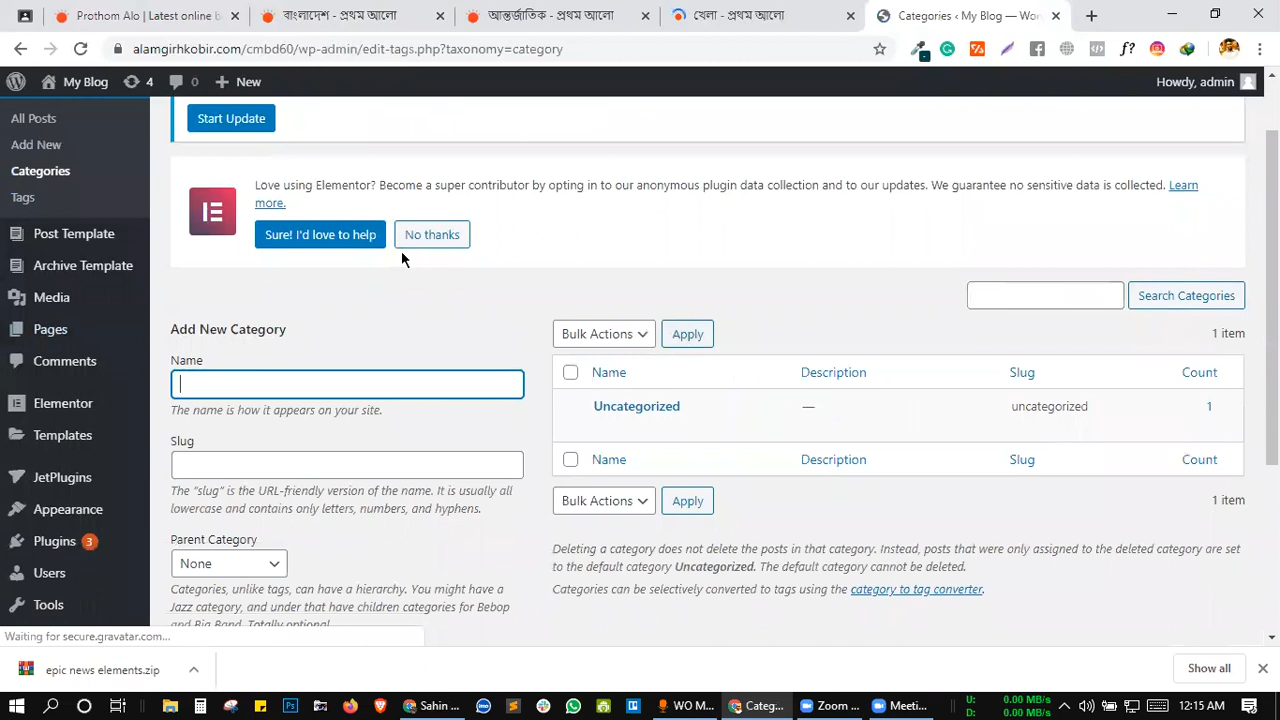 Prothom Alo | Latest online b
বাংলাদেশ - প্রথম আলো
আন্তর্জাতিক - প্রথম আলো
খেলা - প্রথম আলো
Categories ‹ My Blog — Wor
alamgirhkobir.com/cmbd60/wp-admin/edit-tags.php?taxonomy=category
f?
My Blog
4
0
New
Howdy, admin
All Posts
Add New
Categories
Tags
Post Template
Archive Template
Media
Pages
Comments
Elementor
Templates
JetPlugins
Appearance
Plugins 3
Users
Tools
Start Update
Love using Elementor? Become a super contributor by opting in to our anonymous plugin data collection and to our updates. We guarantee no sensitive data is collected. Learn
more.
Sure! I'd love to help
No thanks
Search Categories
Add New Category
Name
The name is how it appears on your site.
Slug
The “slug” is the URL-friendly version of the name. It is usually all
lowercase and contains only letters, numbers, and hyphens.
Parent Category
None
Categories, unlike tags, can have a hierarchy. You might have a
Jazz category, and under that have children categories for Bebop
and Big Band. Totally optional.
Bulk Actions
Apply
1 item
Name Description Slug Count
Uncategorized — uncategorized 1
Name Description Slug Count
Bulk Actions
Apply
1 item
Deleting a category does not delete the posts in that category. Instead, posts that were only assigned to the deleted category are set
to the default category Uncategorized. The default category cannot be deleted.
Categories can be selectively converted to tags using the category to tag converter.
Waiting for secure.gravatar.com...
epic news elements.zip
Show all
Sahin ...
WO M...
Categ...
Zoom ...
Meeti...
U: 0.00 MB/s
D: 0.00 MB/s
12:15 AM